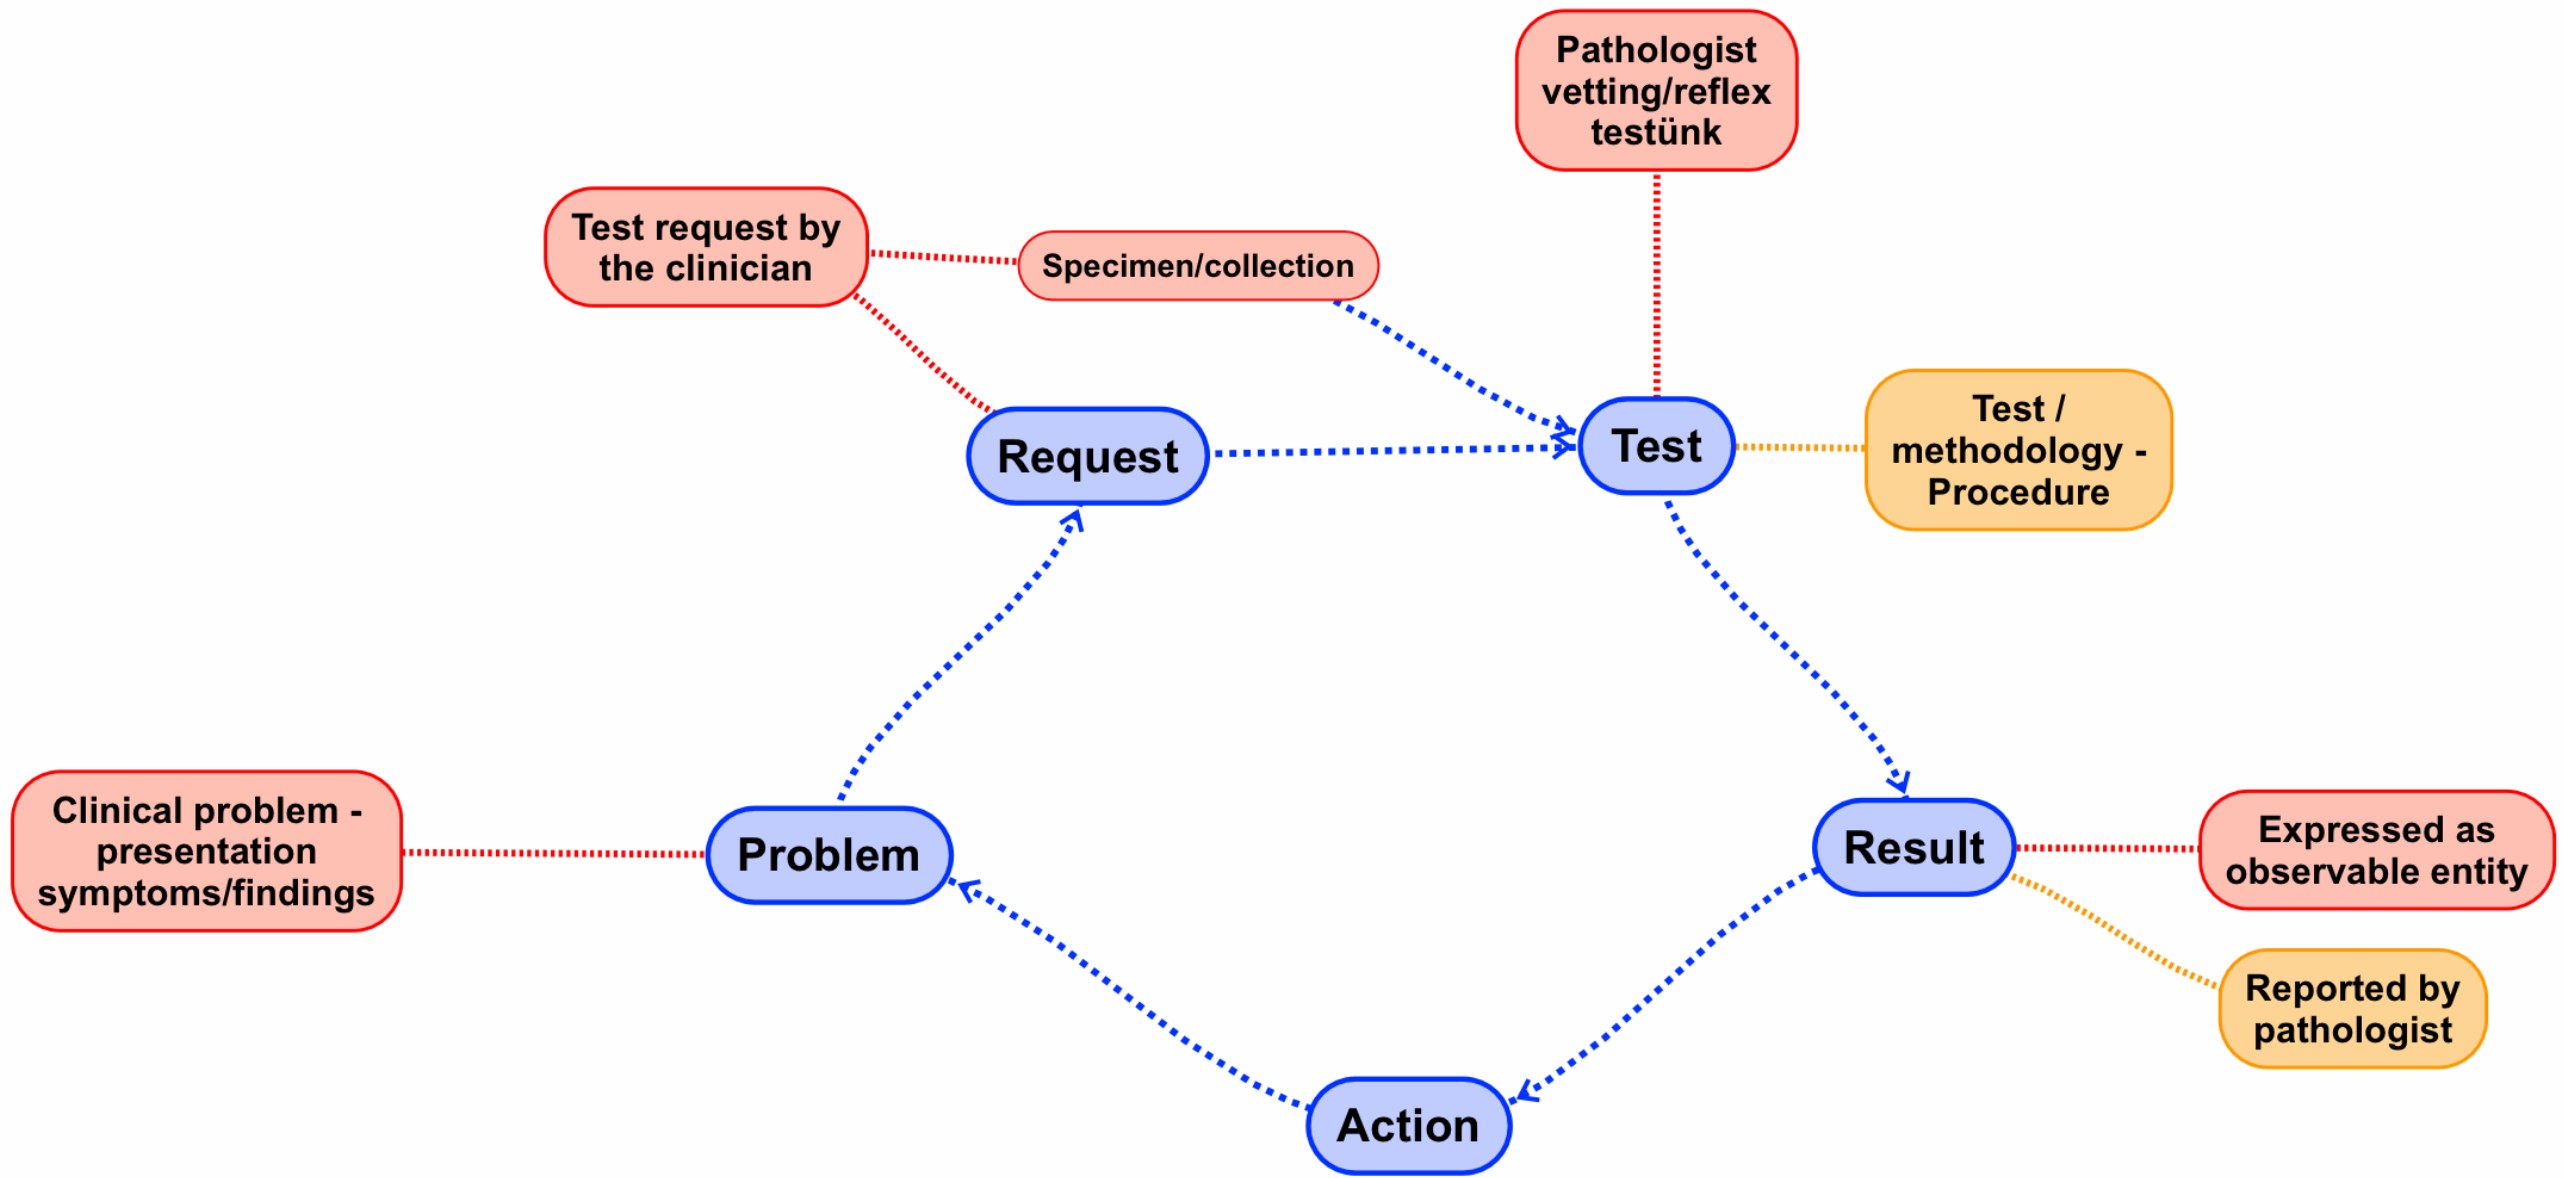 Pathologist
vetting/reflex
testünk
Test request by
the clinician
Specimen/collection
Request
Test
Test /
methodology -
Procedure
Clinical problem -
presentation
symptoms/findings
Problem
Result
Expressed as
observable entity
Reported by
pathologist
Action